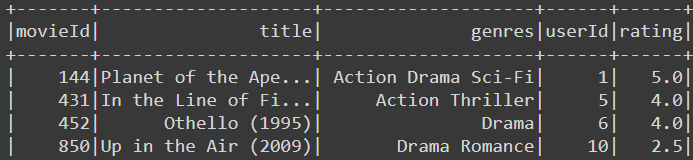 +-------+--------------------+------------------+------+------+
|movieId|               title|            genres|userId|rating|
+-------+--------------------+------------------+------+------+
|    144|Planet of the Ape...|Action Drama Sci-Fi|     1|   5.0|
|    431|In the Line of Fi...|   Action Thriller|     5|   4.0|
|    452|      Othello (1995)|             Drama|     6|   4.0|
|    850|Up in the Air (2009)|     Drama Romance|    10|   2.5|